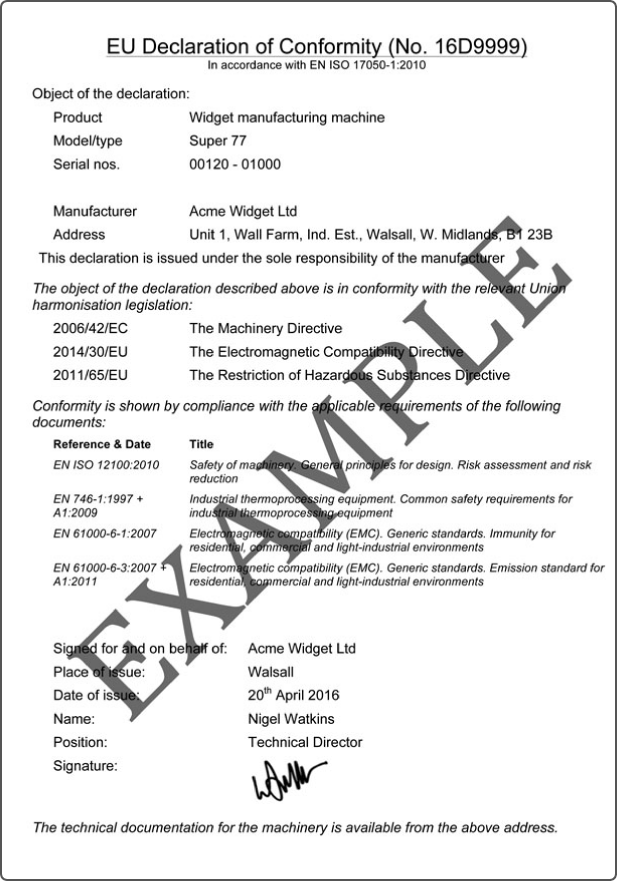 EU Declaration of Conformity (No. 16D9999)
In accordance with EN ISO 17050-1:2010
Object of the declaration:
Product Widget manufacturing machine
Model/type Super 77
Serial nos. 00120 - 01000
Manufacturer Acme Widget Ltd
Address Unit 1, Wall Farm, Ind. Est., Walsall, W. Midlands, B1 23B
This declaration is issued under the sole responsibility of the manufacturer
The object of the declaration described above is in conformity with the relevant Union
harmonisation legislation:
2006/42/EC The Machinery Directive
2014/30/EU The Electromagnetic Compatibility Directive
2011/65/EU The Restriction of Hazardous Substances Directive
Conformity is shown by compliance with the applicable requirements of the following
documents:
Reference & Date Title
EN ISO 12100:2010 Safety of machinery. General principles for design. Risk assessment and risk
reduction
EN 746-1:1997 + Industrial thermoprocessing equipment. Common safety requirements for
A1:2009 industrial thermoprocessing equipment
EN 61000-6-1:2007 Electromagnetic compatibility (EMC). Generic standards. Immunity for
residential, commercial and light-industrial environments
EN 61000-6-3:2007 + Electromagnetic compatibility (EMC). Generic standards. Emission standard for
A1:2011 residential, commercial and light-industrial environments
Signed for and on behalf of: Acme Widget Ltd
Place of issue: Walsall
Date of issue: 20th April 2016
Name: Nigel Watkins
Position: Technical Director
Signature:
The technical documentation for the machinery is available from the above address.
EXAMPLE